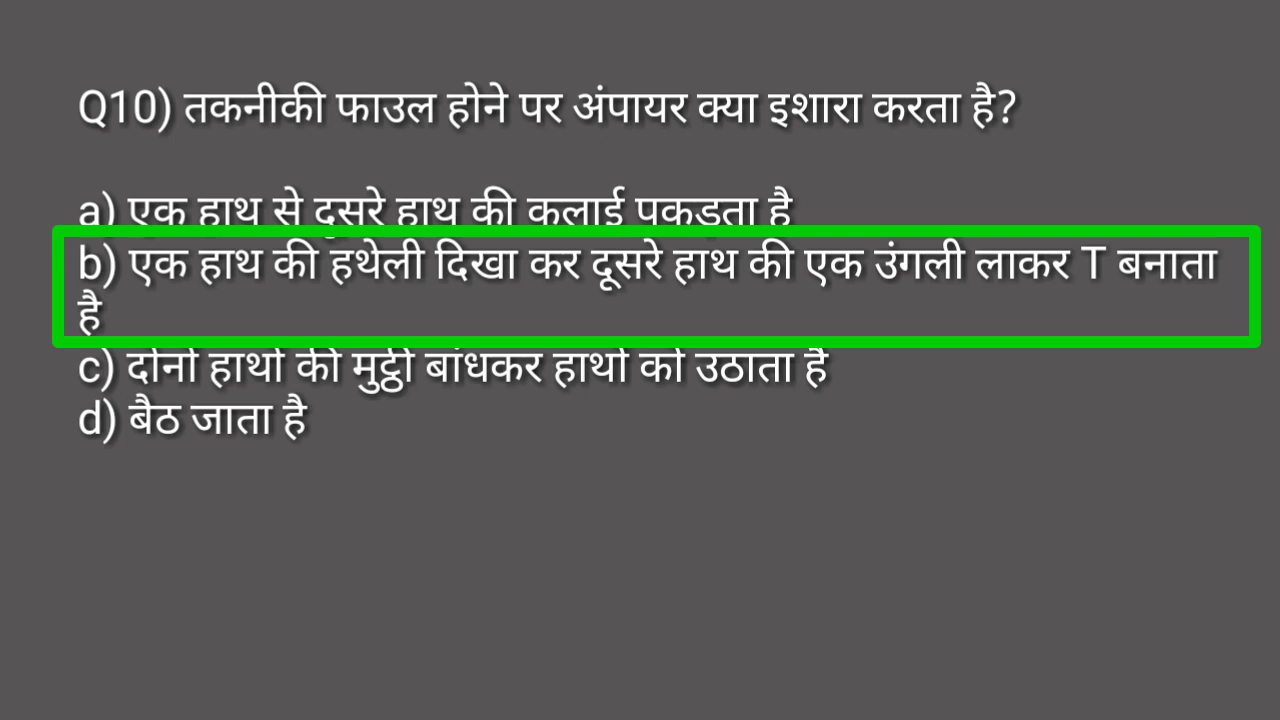 Q10) तकनीकी फाउल होने पर अंपायर क्या इशारा करता है?
a) एक हाथ से दूसरे हाथ की कलाई पकड़ता है
b) एक हाथ की हथेली दिखा कर दूसरे हाथ की एक उंगली लाकर T बनाता
है
c) दोनों हाथों की मुट्ठी बांधकर हाथों को उठाता है
d) बैठ जाता है